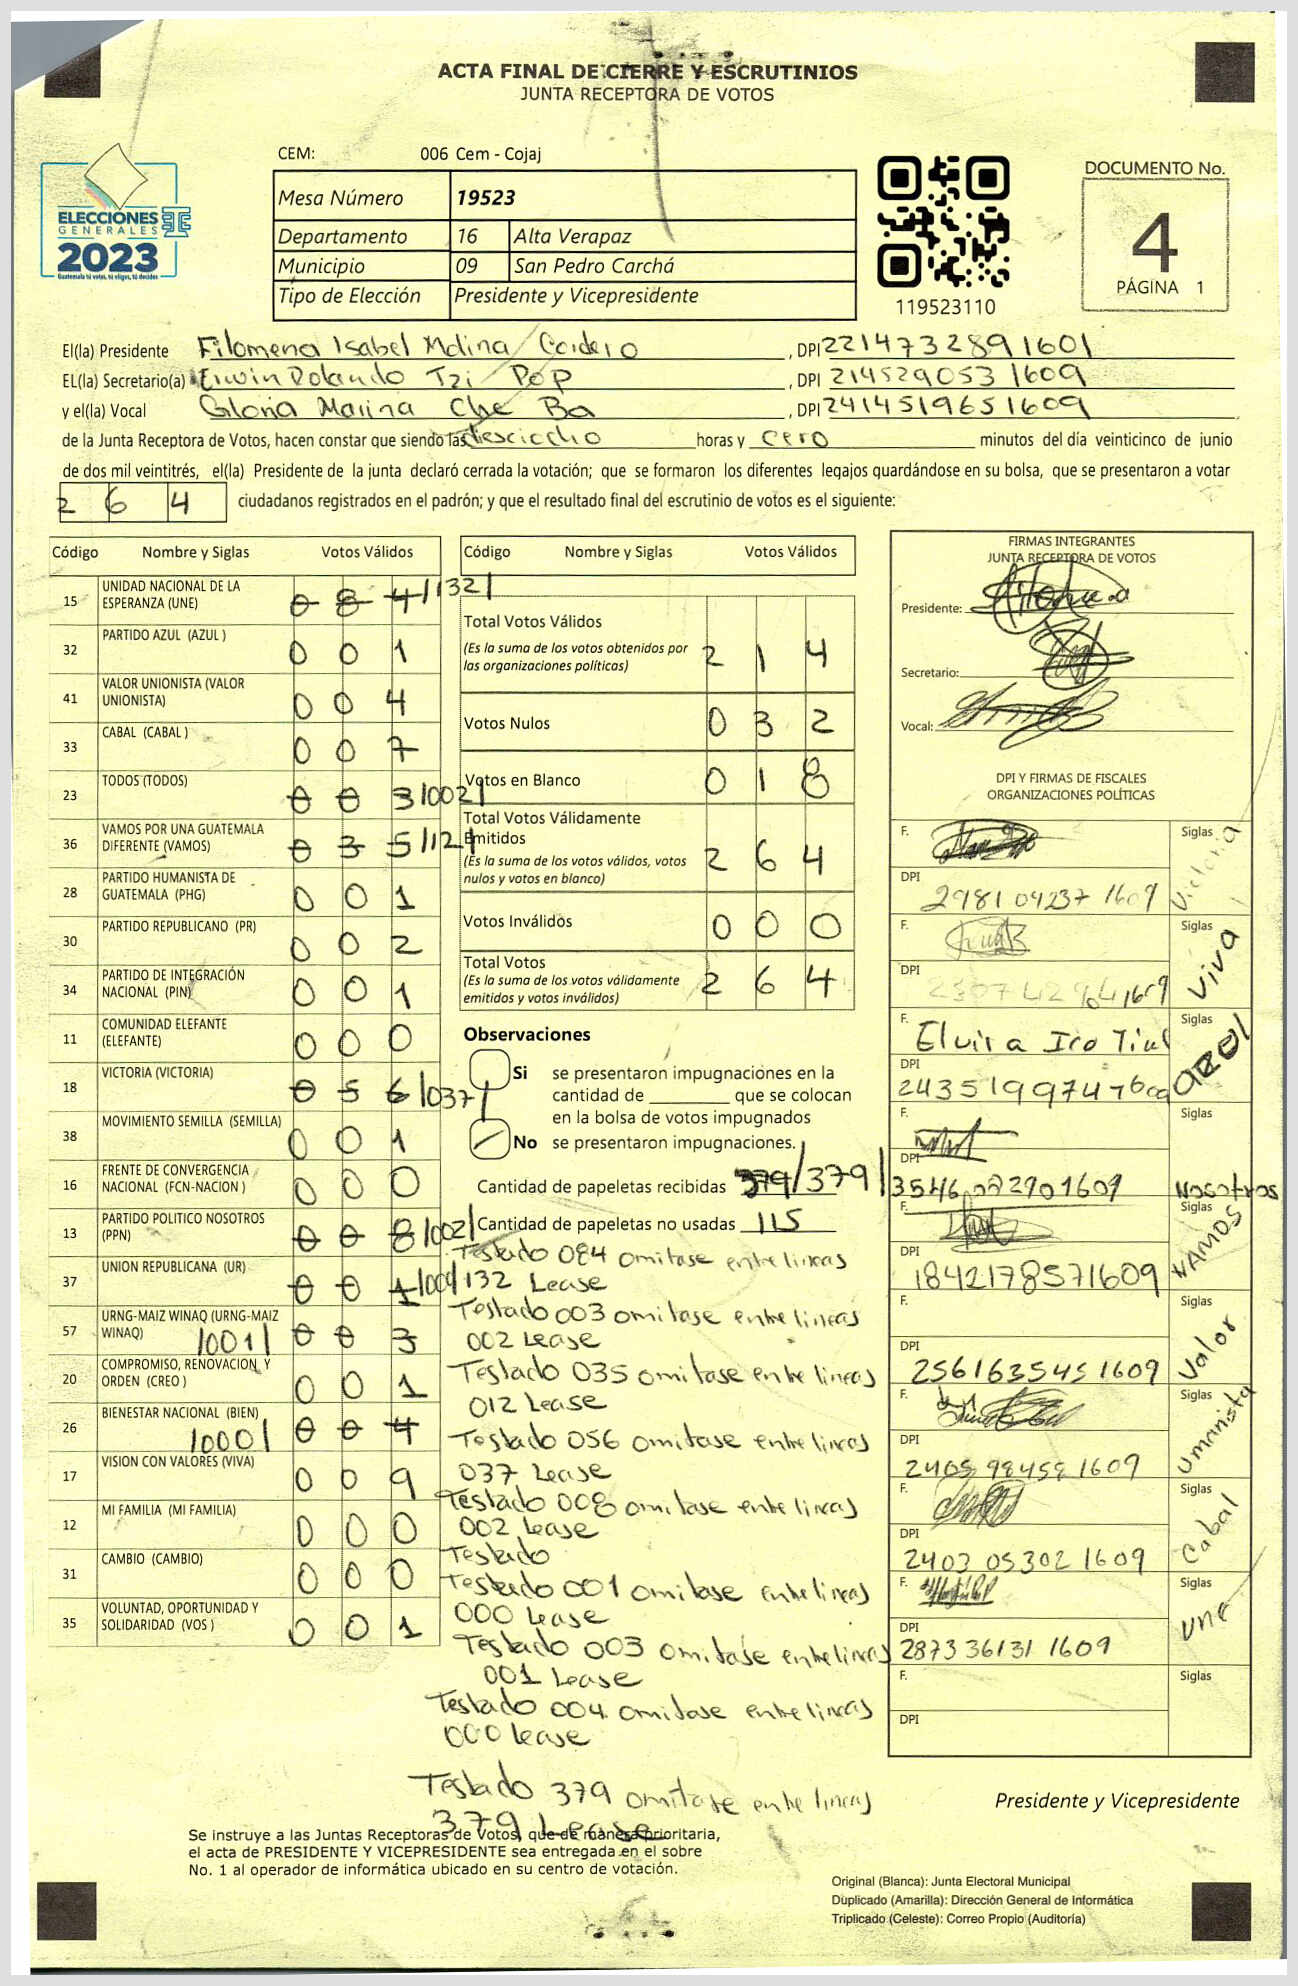 ACTA FINAL DE CIERRE Y ESCRUTINIOS
JUNTA RECEPTORA DE VOTOS
CEM: 006 Cem - Cojaj
ELECCIONES
GENERALES
2023
Guatemala tú votas, tú eliges, tú decides
Mesa Número 19523
Departamento 16 Alta Verapaz
Municipio 09 San Pedro Carchá
Tipo de Elección Presidente y Vicepresidente
119523110
DOCUMENTO No.
4
PÁGINA 1
El(la) Presidente Filomena Isabel Molina Cordero, DPI 2214732891601
EL(la) Secretario(a) Erwin Rolando Tzi Pop, DPI 2145290531609
y el(la) Vocal Gloria Marina Che Ba, DPI 2414519651609
de la Junta Receptora de Votos, hacen constar que siendo las diesciocho horas y cero minutos del día veinticinco de junio
de dos mil veintitrés, el(la) Presidente de la junta declaró cerrada la votación; que se formaron los diferentes legajos guardándose en su bolsa, que se presentaron a votar
2 6 4 ciudadanos registrados en el padrón; y que el resultado final del escrutinio de votos es el siguiente:
Código Nombre y Siglas Votos Válidos
15 UNIDAD NACIONAL DE LA ESPERANZA (UNE) 0 8 4 /132/
32 PARTIDO AZUL (AZUL ) 0 0 1
41 VALOR UNIONISTA (VALOR UNIONISTA) 0 0 4
33 CABAL (CABAL ) 0 0 7
23 TODOS (TODOS) 0 0 3 /002/
36 VAMOS POR UNA GUATEMALA DIFERENTE (VAMOS) 0 3 5 /12/
28 PARTIDO HUMANISTA DE GUATEMALA (PHG) 0 0 1
30 PARTIDO REPUBLICANO (PR) 0 0 2
34 PARTIDO DE INTEGRACIÓN NACIONAL (PIN) 0 0 1
11 COMUNIDAD ELEFANTE (ELEFANTE) 0 0 0
18 VICTORIA (VICTORIA) 0 5 6 /037/
38 MOVIMIENTO SEMILLA (SEMILLA) 0 0 1
16 FRENTE DE CONVERGENCIA NACIONAL (FCN-NACION ) 0 0 0
13 PARTIDO POLITICO NOSOTROS (PPN) 0 0 8 /002/
37 UNION REPUBLICANA (UR) 0 0 1 /000/
57 URNG-MAIZ WINAQ (URNG-MAIZ WINAQ) /001/ 0 0 3
20 COMPROMISO, RENOVACION Y ORDEN (CREO ) 0 0 1
26 BIENESTAR NACIONAL (BIEN) /000/ 0 0 4
17 VISION CON VALORES (VIVA) 0 0 9
12 MI FAMILIA (MI FAMILIA) 0 0 0
31 CAMBIO (CAMBIO) 0 0 0
35 VOLUNTAD, OPORTUNIDAD Y SOLIDARIDAD (VOS ) 0 0 1
Código Nombre y Siglas Votos Válidos
Total Votos Válidos 2 1 4
(Es la suma de los votos obtenidos por
las organizaciones políticas)
Votos Nulos 0 3 2
Votos en Blanco 0 1 8
Total Votos Válidamente
Emitidos 2 6 4
(Es la suma de los votos válidos, votos
nulos y votos en blanco)
Votos Inválidos 0 0 0
Total Votos 2 6 4
(Es la suma de los votos válidamente
emitidos y votos inválidos)
Observaciones
Si se presentaron impugnaciones en la
cantidad de ________ que se colocan
en la bolsa de votos impugnados
No se presentaron impugnaciones.
Cantidad de papeletas recibidas 379/379/
Cantidad de papeletas no usadas 115
Testado 084 omitase entre lineas
132 Lease
Testado 003 omitase entre lineas
002 Lease
Testado 035 omitase entre lineas
012 Lease
Testado 056 omitase entre lineas
037 Lease
Testado 008 omitase entre lineas
002 Lease
Testado
Testado 001 omitase entre lineas
000 Lease
Testado 003 omitase entre lineas
001 Lease
Testado 004 omitase entre lineas
000 lease
Testado 379 omitase entre lineas
379 Lease
FIRMAS INTEGRANTES
JUNTA RECEPTORA DE VOTOS
Presidente:
Secretario:
Vocal:
DPI Y FIRMAS DE FISCALES
ORGANIZACIONES POLÍTICAS
F. Siglas Victoria
DPI 2981 04237 1609
F. Siglas Viva
DPI
F. Elvira Siglas
DPI
F. Siglas Nosotros
DPI 3546 022901609
F. Siglas VAMOS
DPI 1842178571609
F. Siglas Valor
DPI 2561635451609
F. Siglas Umanista
DPI 2405 98458 1609
F. Siglas Cabal
DPI 2403 05302 1609
F. Siglas une
DPI 2873 36131 1609
F. Siglas
DPI
Presidente y Vicepresidente
Se instruye a las Juntas Receptoras de Votos, que de manera prioritaria,
el acta de PRESIDENTE Y VICEPRESIDENTE sea entregada en el sobre
No. 1 al operador de informática ubicado en su centro de votación.
Original (Blanca): Junta Electoral Municipal
Duplicado (Amarilla): Dirección General de Informática
Triplicado (Celeste): Correo Propio (Auditoría)